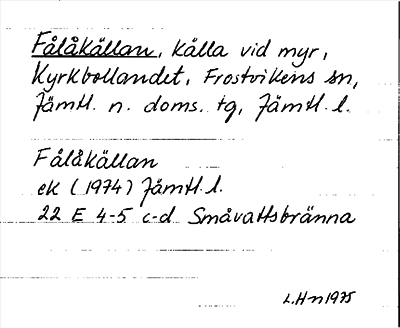 Fålåkällan, källa vid myr,
Kyrkbollandet, Frostvikens sn,
Jämtl. n. doms. tg, Jämtl. l.
Fålåkällan
ek (1974) Jämtl. l.
22 E 4-5 c-d Småvattsbränna
L.H-n 1975